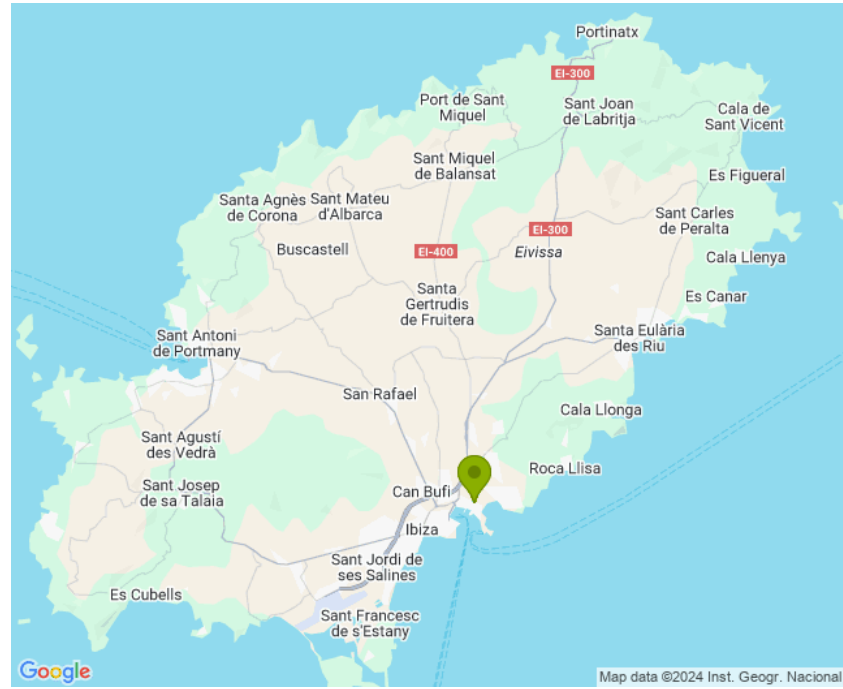 Portinatx
EI-300
Port de Sant
Miquel
Sant Joan
de Labritja
Cala de
Sant Vicent
Sant Miquel
de Balansat
Es Figueral
Santa Agnès
de Corona
Sant Mateu
d'Albarca
Sant Carles
de Peralta
EI-300
Buscastell
EI-400
Eivissa
Cala Llenya
Santa
Gertrudis
de Fruitera
Es Canar
Sant Antoni
de Portmany
Santa Eulària
des Riu
San Rafael
Cala Llonga
Sant Agustí
des Vedrà
Roca Llisa
Sant Josep
de sa Talaia
Can Bufi
Ibiza
Sant Jordi de
ses Salines
Es Cubells
Sant Francesc
de s'Estany
Google
Map data ©2024 Inst. Geogr. Nacional